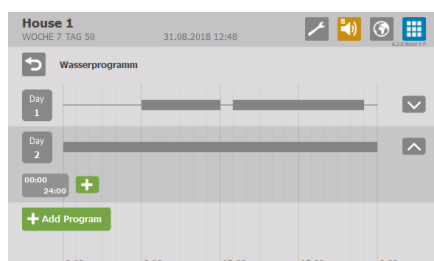 House 1
WOCHE 7 TAG 50 31.08.2018 12:48
Wasserprogramm
Day
1
Day
2
00:00
24:00
Add Program